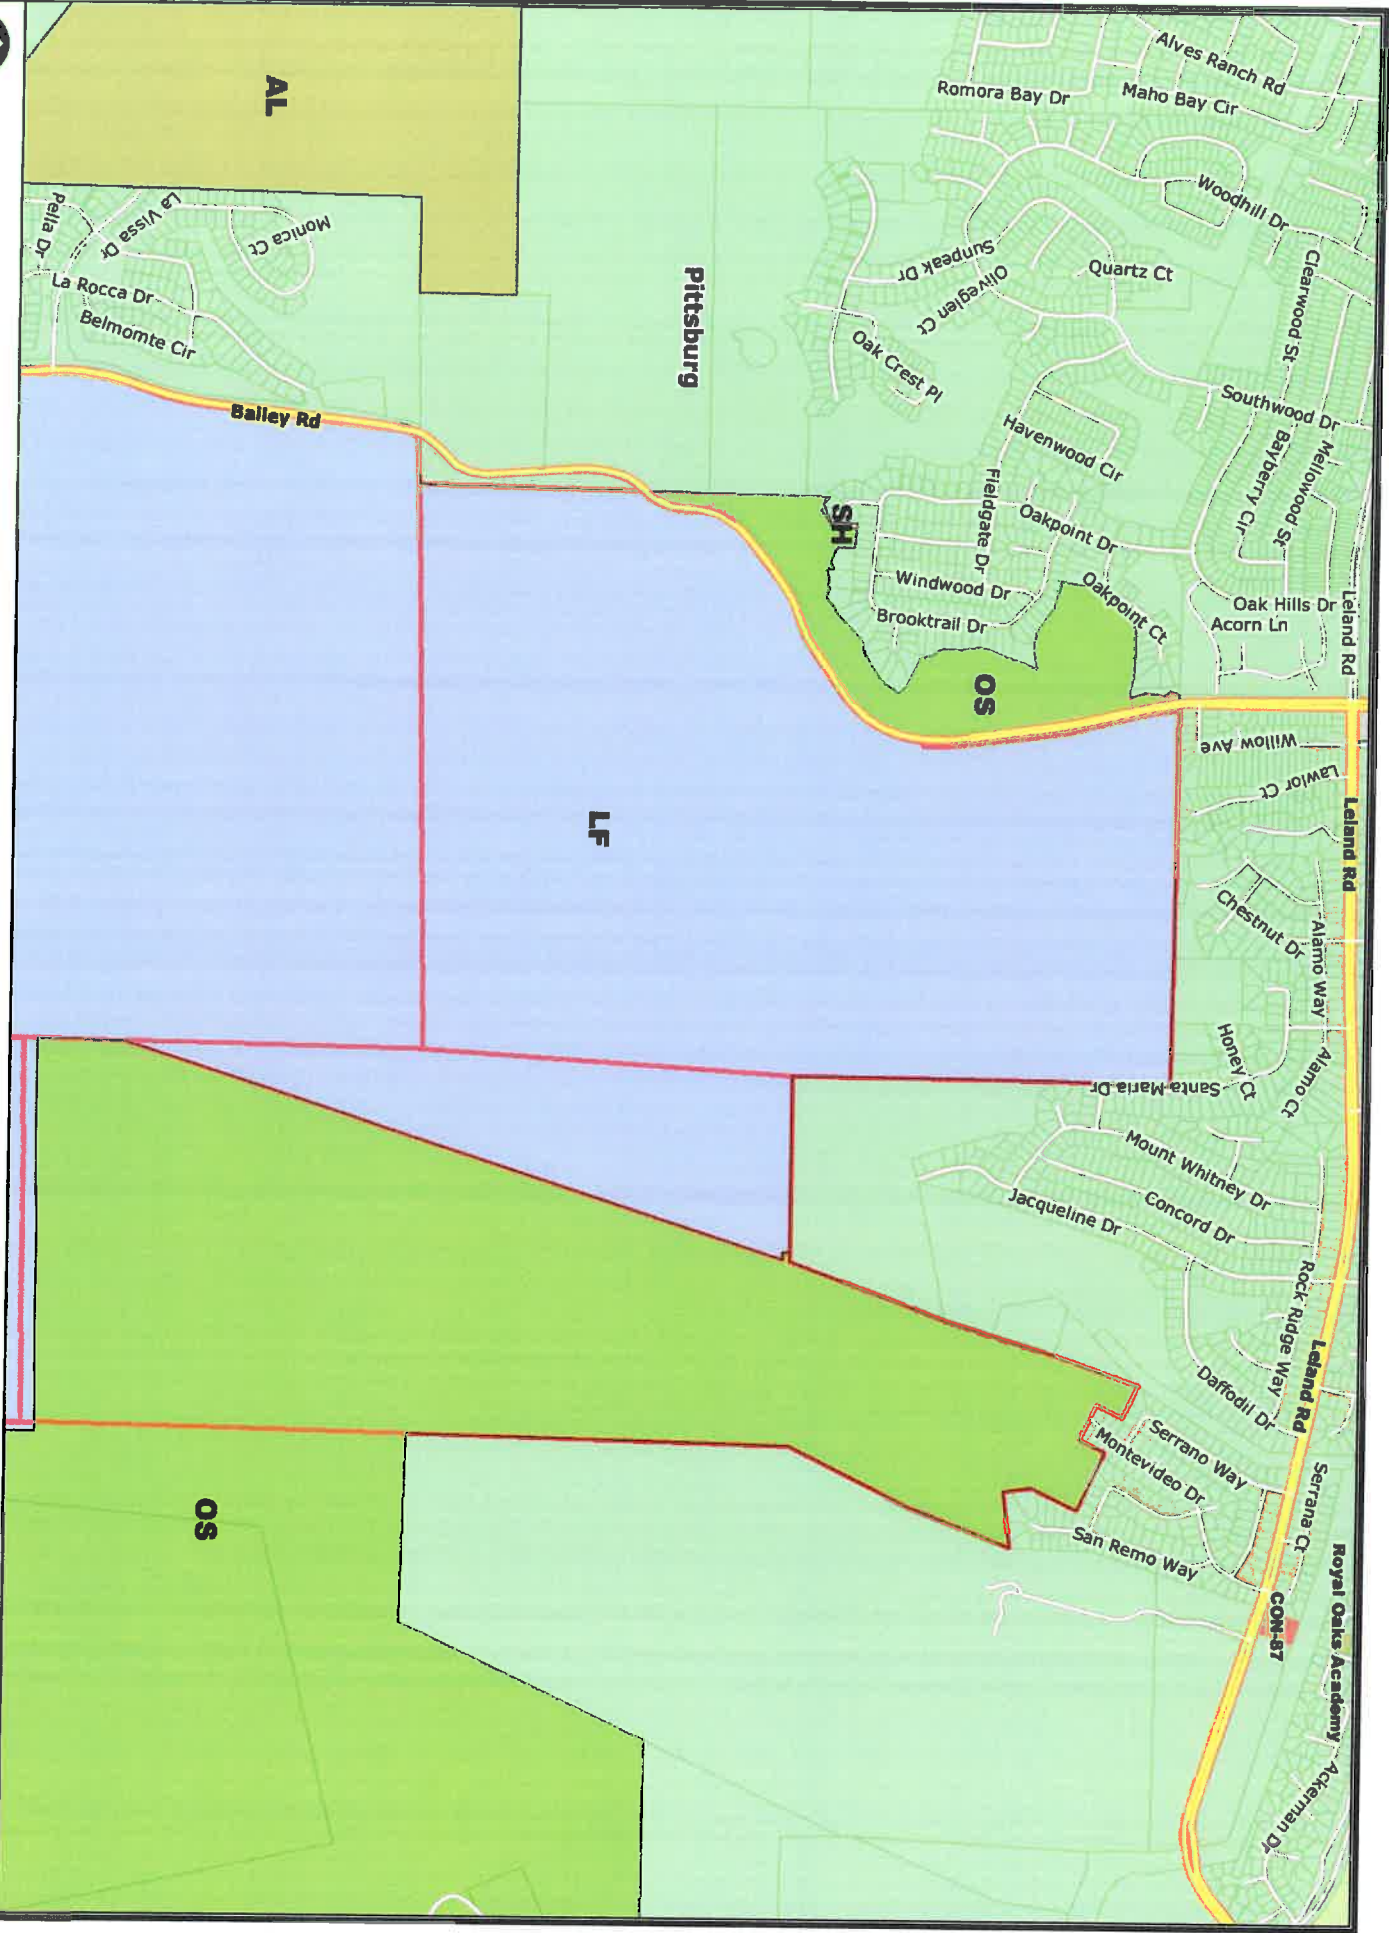 Alves Ranch Rd
Romora Bay Dr
Maho Bay Cir
Woodhill Dr
Clearwood St
Quartz Ct
Sunpeak Dr
Oliveglen Ct
Oak Crest Pl
Southwood Dr
Mellowood St
Bayberry Cir
Havenwood Cir
Fieldgate Dr
Oakpoint Dr
Windwood Dr
Brooktrail Dr
Oakpoint Ct
Oak Hills Dr
Acorn Ln
Leland Rd
AL
Pittsburg
Monica Ct
La Vissa Dr
Pella Dr
La Rocca Dr
Belmomte Cir
Bailey Rd
SH
OS
LF
Willow Ave
Lawlor Ct
Leland Rd
Chestnut Dr
Alamo Way
Honey Ct
Alamo Ct
Santa Maria Dr
Mount Whitney Dr
Concord Dr
Jacqueline Dr
Rock Ridge Way
Daffodil Dr
Leland Rd
Serrano Way
Montevideo Dr
Serrana Ct
San Remo Way
CON-87
Royal Oaks Academy
Ackerman Dr
OS